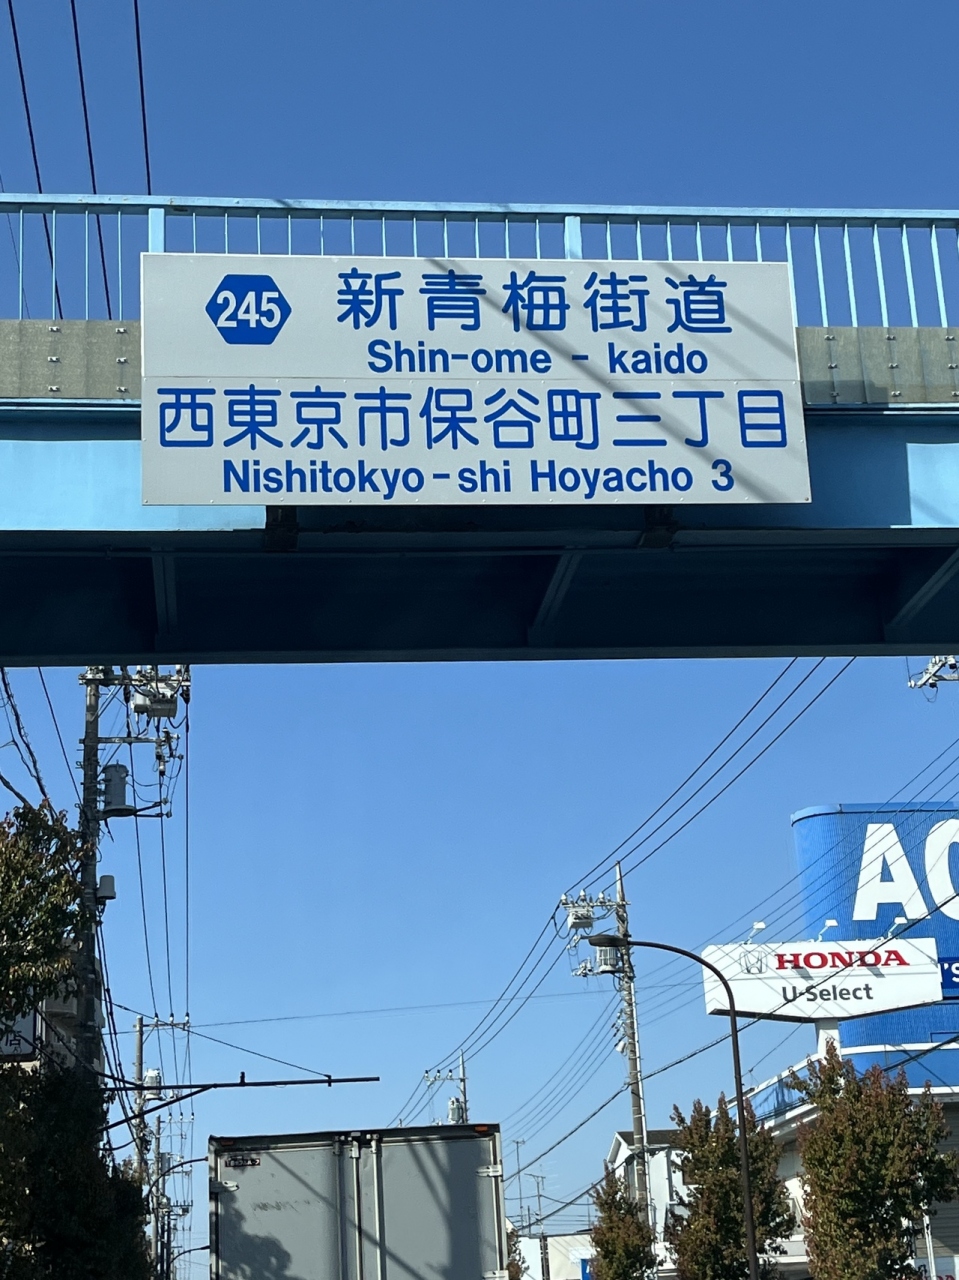 245 新青梅街道
Shin-ome - kaido
西東京市保谷町三丁目
Nishitokyo-shi Hoyacho 3
HONDA
U-Select
店